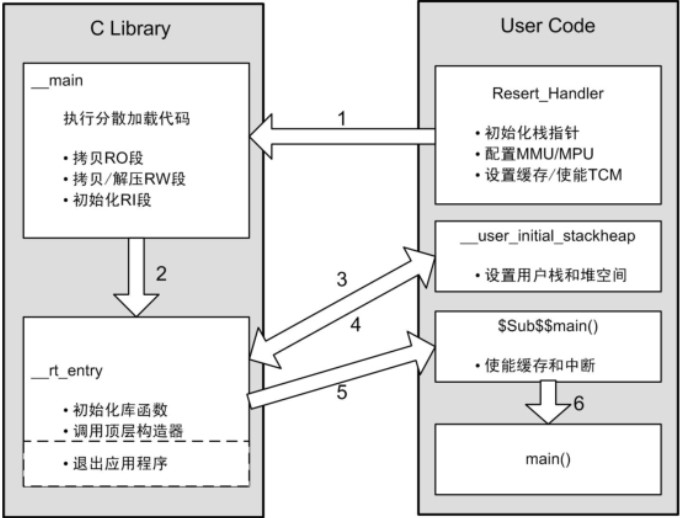 C Library
__main
执行分散加载代码
• 拷贝RO段
• 拷贝/解压RW段
• 初始化RI段
2
__rt_entry
• 初始化库函数
• 调用顶层构造器
• 退出应用程序
1
3
4
5
User Code
Resert_Handler
• 初始化栈指针
• 配置MMU/MPU
• 设置缓存/使能TCM
__user_initial_stackheap
• 设置用户栈和堆空间
$Sub$$main()
• 使能缓存和中断
6
main()